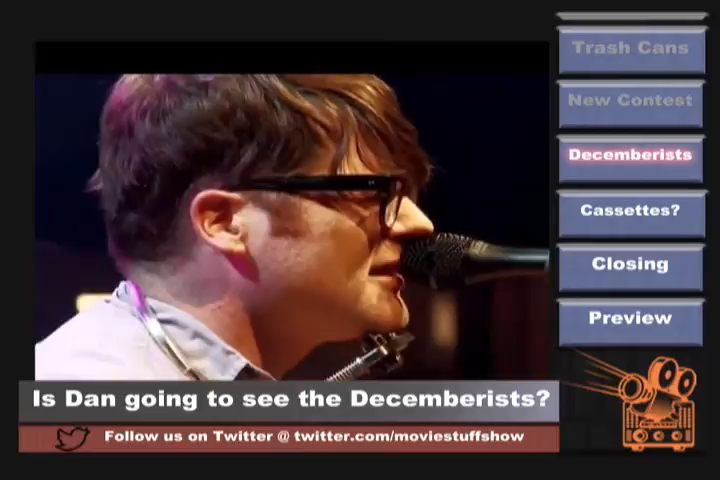 Trash Cans
New Contest
Decemberists
Cassettes?
Closing
Preview
Is Dan going to see the Decemberists?
Follow us on Twitter @ twitter.com/moviestuffshow